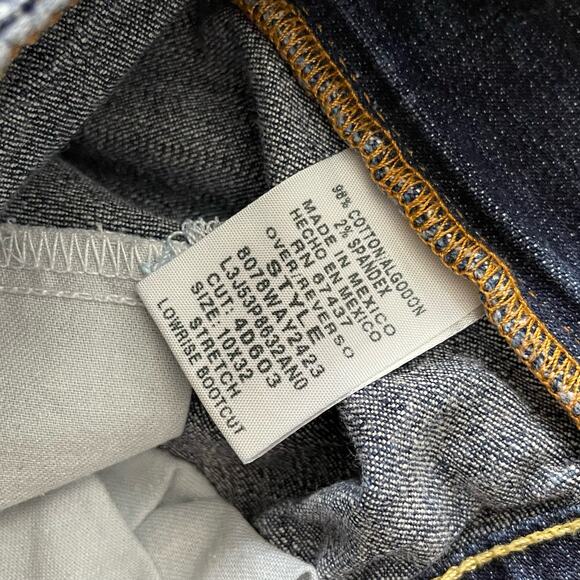 98% COTTON/ALGODON
2% SPANDEX
MADE IN MEXICO
HECHO EN MEXICO
RN 67437
OVER/REVERSO
STYLE
8078WAY2423
L3J53P8632AN0
CUT: 4D603
SIZE: 10X32
STRETCH
LOWRISE BOOTCUT